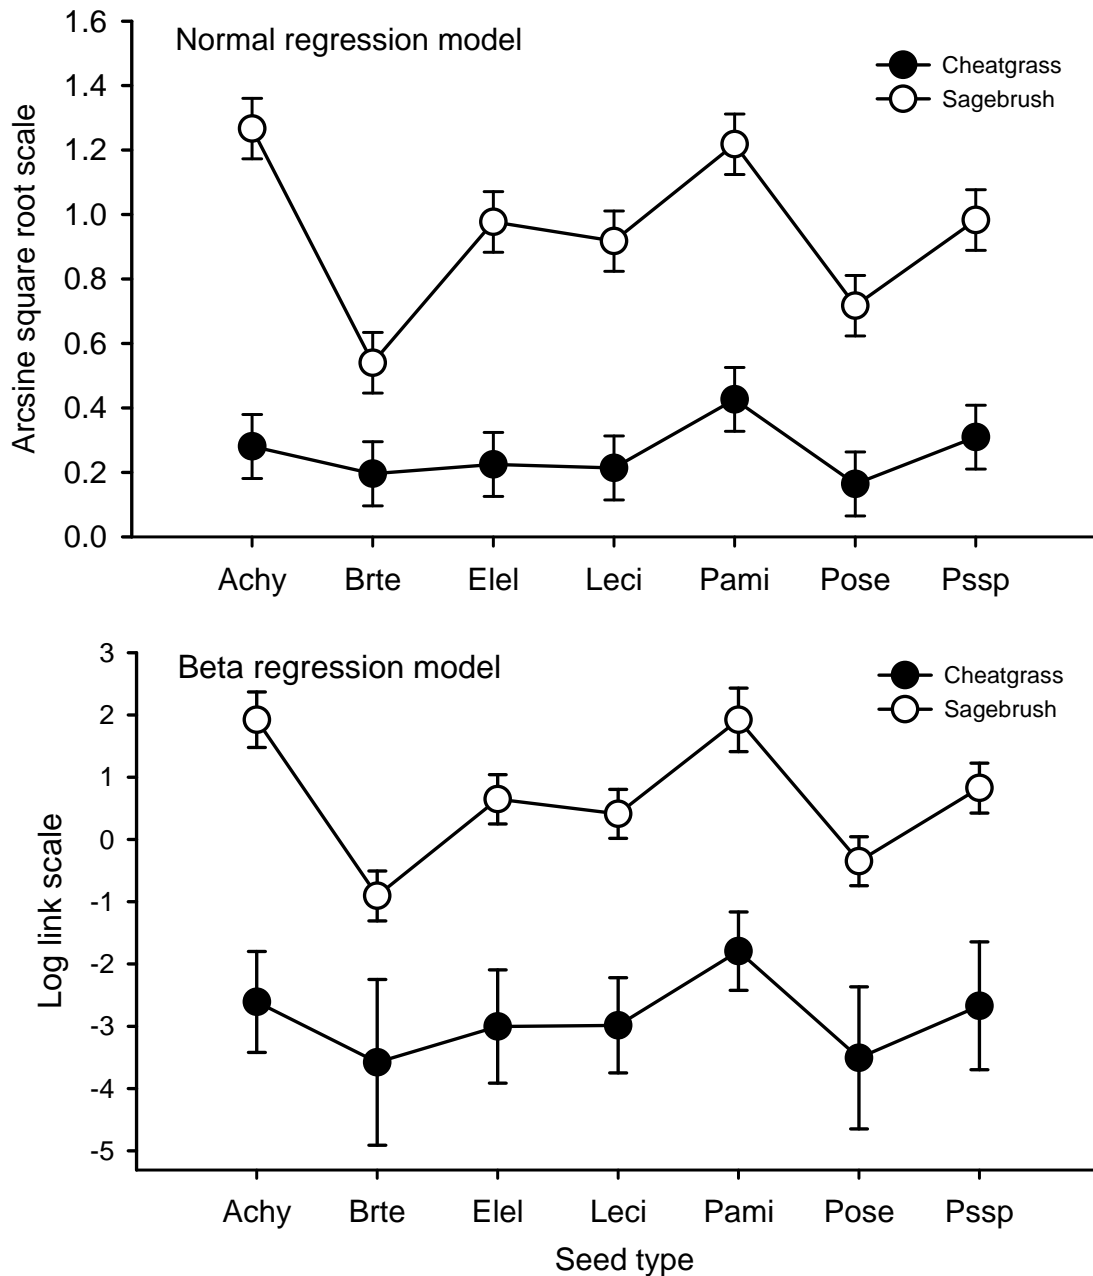 Normal regression model
Cheatgrass
Sagebrush
Arcsine square root scale
1.6
1.4
1.2
1.0
0.8
0.6
0.4
0.2
0.0
Achy Brte Elel Leci Pami Pose Pssp
Beta regression model
Cheatgrass
Sagebrush
Log link scale
3
2
1
0
-1
-2
-3
-4
-5
Achy Brte Elel Leci Pami Pose Pssp
Seed type